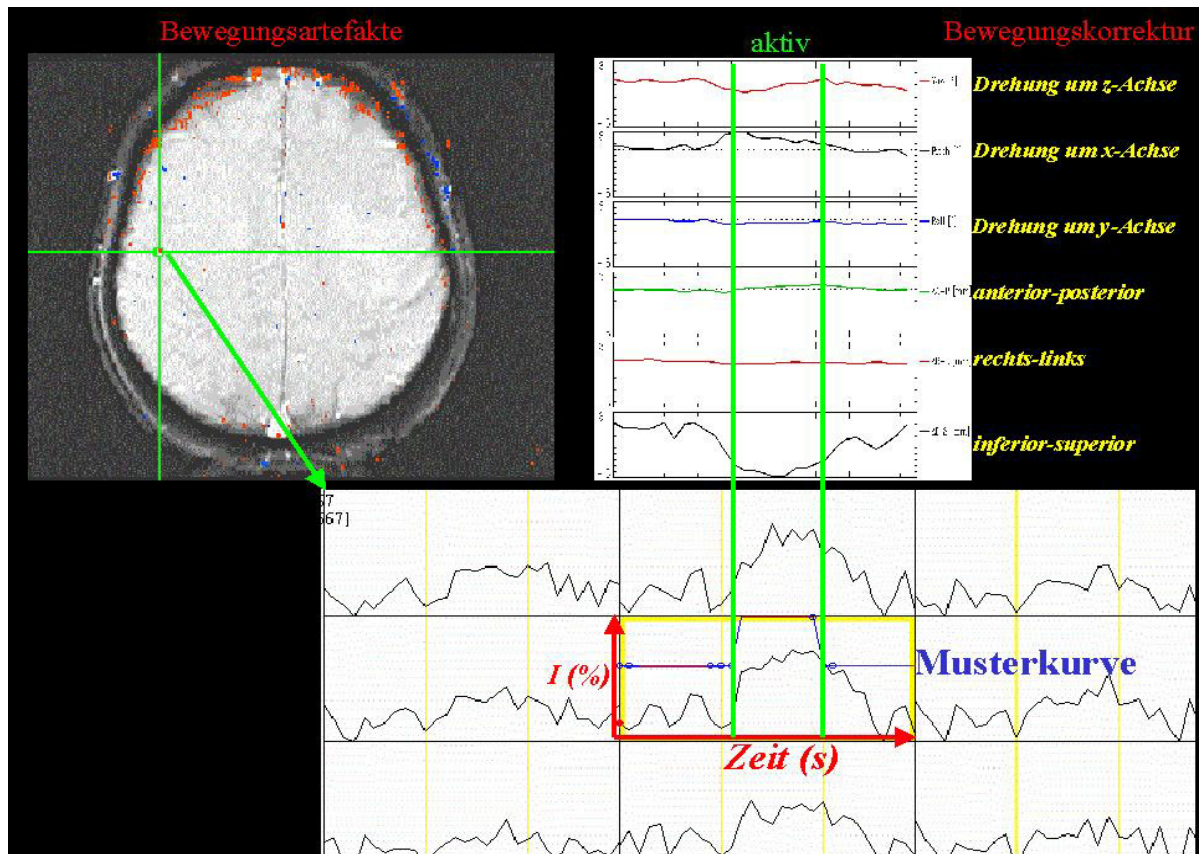 Bewegungsartefakte
aktiv
Bewegungskorrektur
Drehung um z-Achse
Drehung um x-Achse
Drehung um y-Achse
anterior-posterior
rechts-links
inferior-superior
I (%)
Musterkurve
Zeit (s)